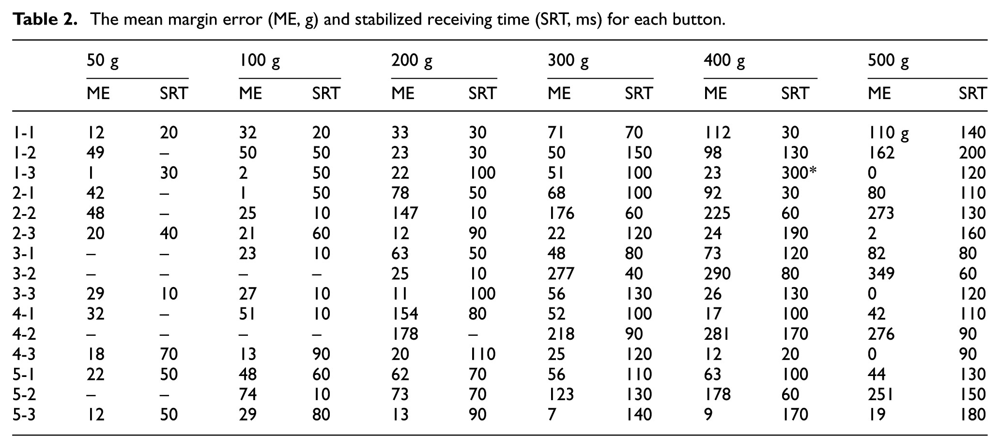 Table 2. The mean margin error (ME, g) and stabilized receiving time (SRT, ms) for each button.
50 g 100 g 200 g 300 g 400 g 500 g
ME SRT ME SRT ME SRT ME SRT ME SRT ME SRT
1-1 12 20 32 20 33 30 71 70 112 30 110 g 140
1-2 49 – 50 50 23 30 50 150 98 130 162 200
1-3 1 30 2 50 22 100 51 100 23 300* 0 120
2-1 42 – 1 50 78 50 68 100 92 30 80 110
2-2 48 – 25 10 147 10 176 60 225 60 273 130
2-3 20 40 21 60 12 90 22 120 24 190 2 160
3-1 – – 23 10 63 50 48 80 73 120 82 80
3-2 – – – – 25 10 277 40 290 80 349 60
3-3 29 10 27 10 11 100 56 130 26 130 0 120
4-1 32 – 51 10 154 80 52 100 17 100 42 110
4-2 – – – – 178 – 218 90 281 170 276 90
4-3 18 70 13 90 20 110 25 120 12 20 0 90
5-1 22 50 48 60 62 70 56 110 63 100 44 130
5-2 – – 74 10 73 70 123 130 178 60 251 150
5-3 12 50 29 80 13 90 7 140 9 170 19 180